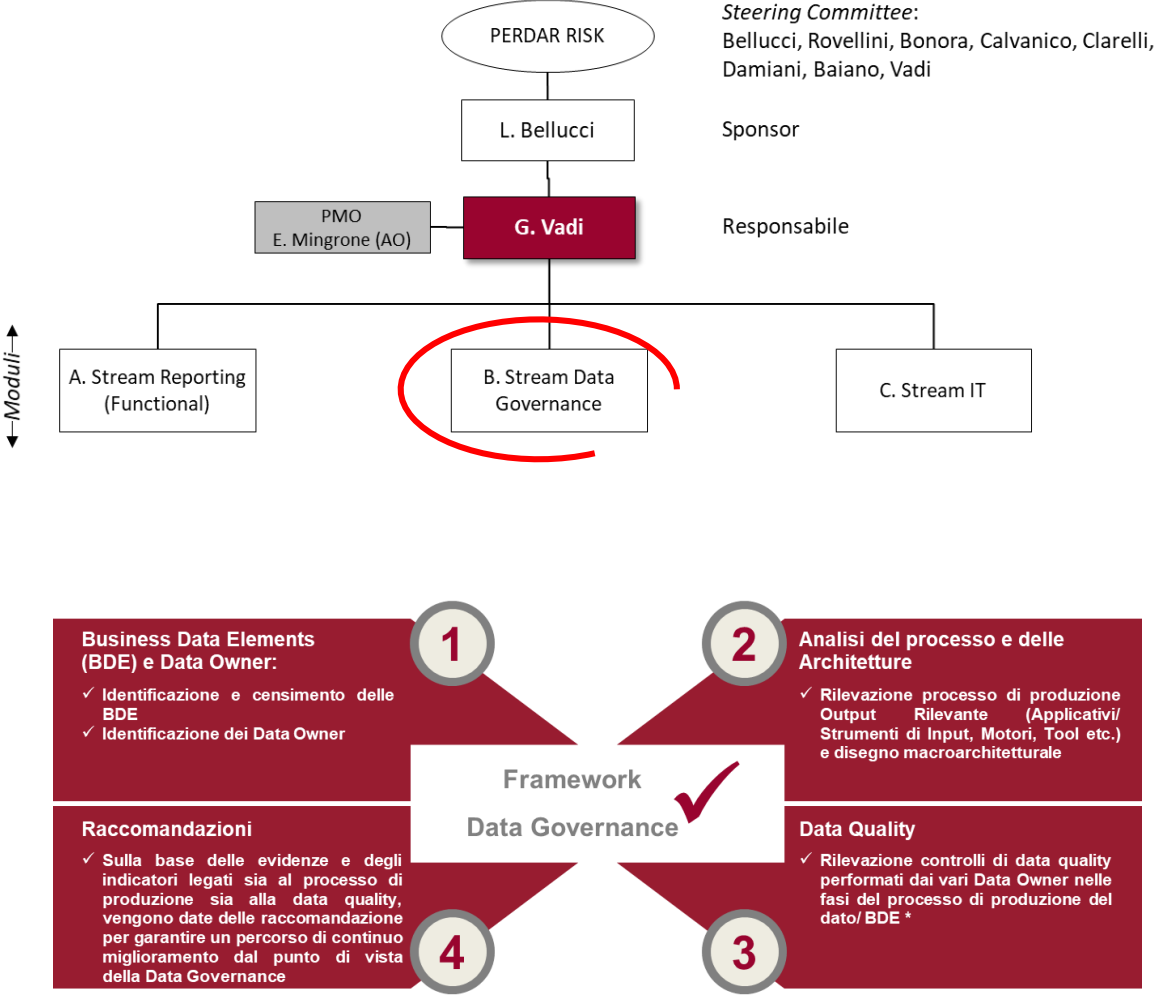 PERDAR RISK
Steering Committee:
Bellucci, Rovellini, Bonora, Calvanico, Clarelli,
Damiani, Baiano, Vadi
L. Bellucci
Sponsor
PMO
E. Mingrone (AO)
G. Vadi
Responsabile
Moduli
A. Stream Reporting
(Functional)
B. Stream Data
Governance
C. Stream IT
Business Data Elements
(BDE) e Data Owner:
✓ Identificazione e censimento delle
BDE
✓ Identificazione dei Data Owner
1
2
Analisi del processo e delle
Architetture
✓ Rilevazione processo di produzione
Output Rilevante (Applicativi/
Strumenti di Input, Motori, Tool etc.)
e disegno macroarchitetturale
Framework
Data Governance
Raccomandazioni
✓ Sulla base delle evidenze e degli
indicatori legati sia al processo di
produzione sia alla data quality,
vengono date delle raccomandazione
per garantire un percorso di continuo
miglioramento dal punto di vista
della Data Governance
4
3
Data Quality
✓ Rilevazione controlli di data quality
performati dai vari Data Owner nelle
fasi del processo di produzione del
dato/ BDE *